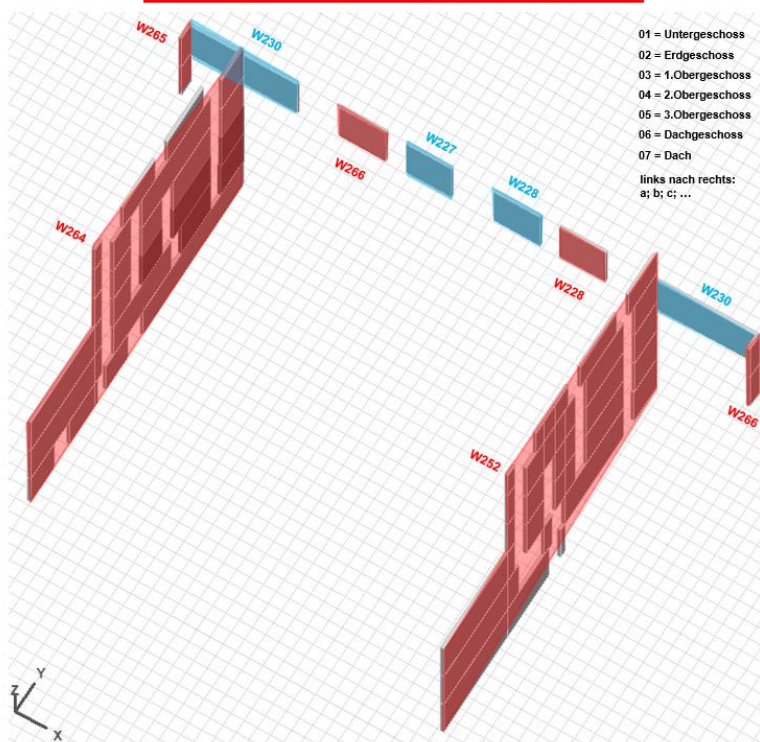 W265
W230
01 = Untergeschoss
02 = Erdgeschoss
03 = 1.Obergeschoss
04 = 2.Obergeschoss
05 = 3.Obergeschoss
06 = Dachgeschoss
07 = Dach
links nach rechts:
a; b; c; ...
W266
W227
W228
W264
W228
W230
W266
W252
Z
Y
X